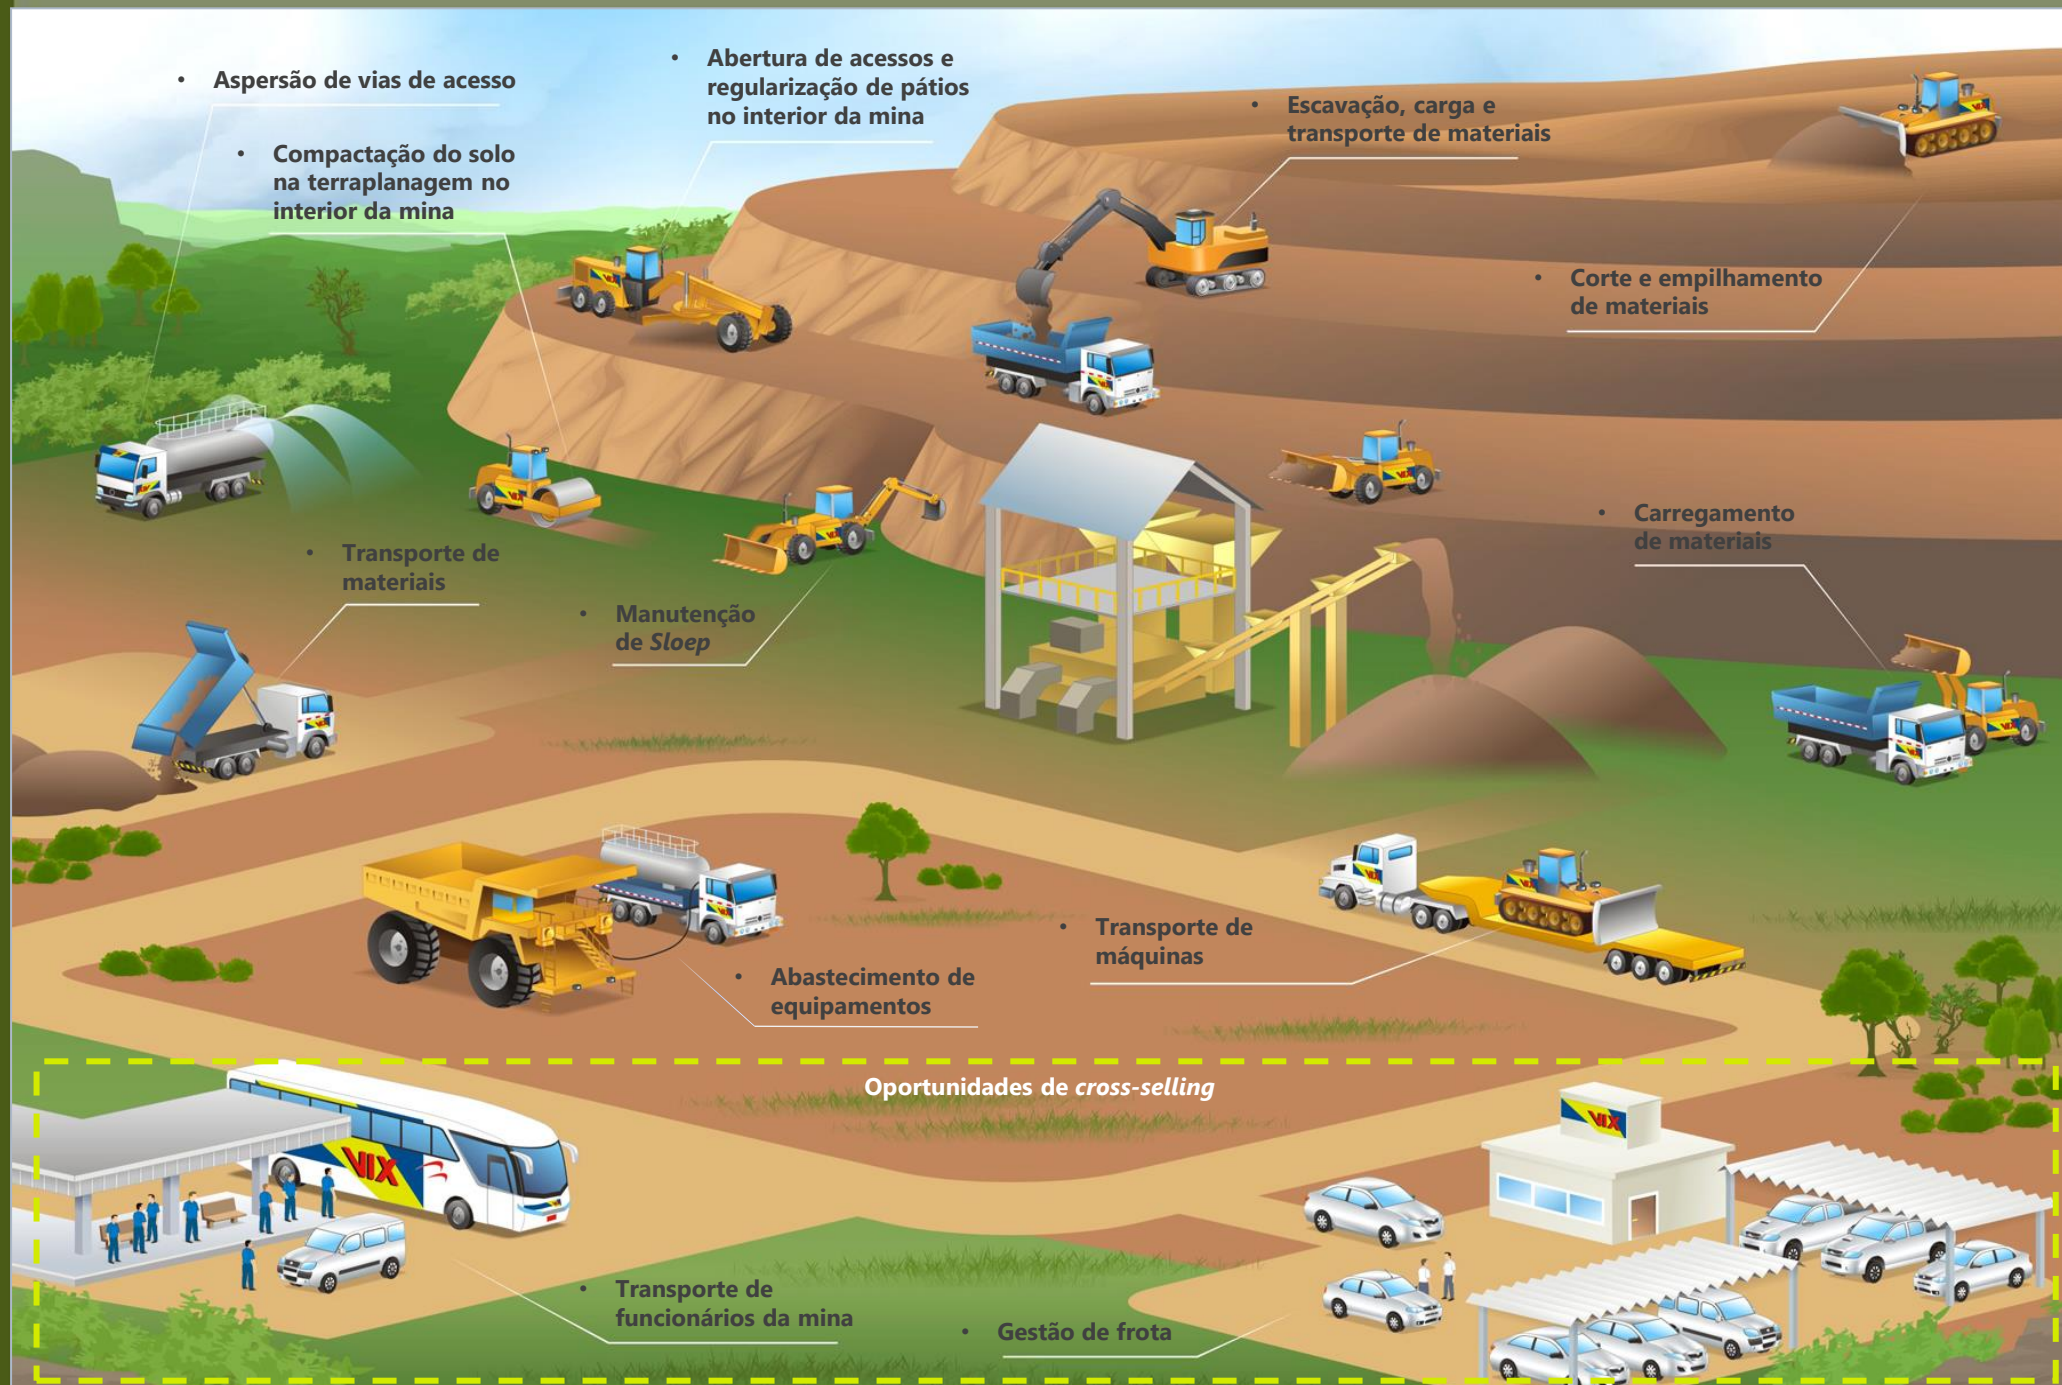 • Aspersão de vias de acesso
• Compactação do solo
na terraplanagem no
interior da mina
• Abertura de acessos e
regularização de pátios
no interior da mina
• Escavação, carga e
transporte de materiais
• Corte e empilhamento
de materiais
• Carregamento
de materiais
• Transporte de
materiais
• Manutenção
de Sloep
• Transporte de
máquinas
• Abastecimento de
equipamentos
Oportunidades de cross-selling
VIX
VIX
• Transporte de
funcionários da mina
• Gestão de frota